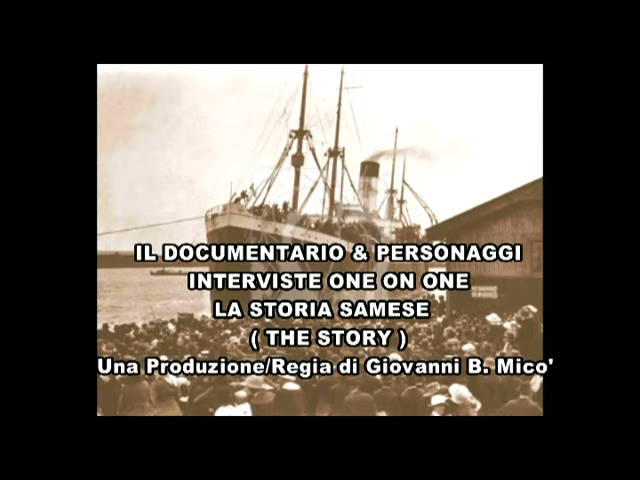 IL DOCUMENTARIO & PERSONAGGI
INTERVISTE ONE ON ONE
LA STORIA SAMESE
( THE STORY )
Una Produzione/Regia di Giovanni B. Mico'